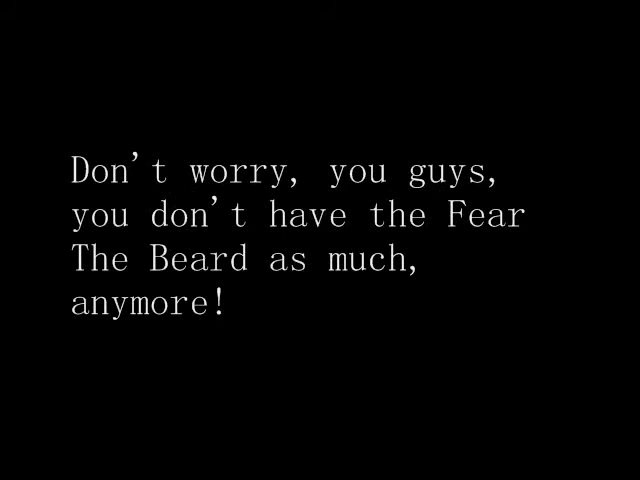 Don't worry, you guys,
you don't have the Fear
The Beard as much,
anymore!